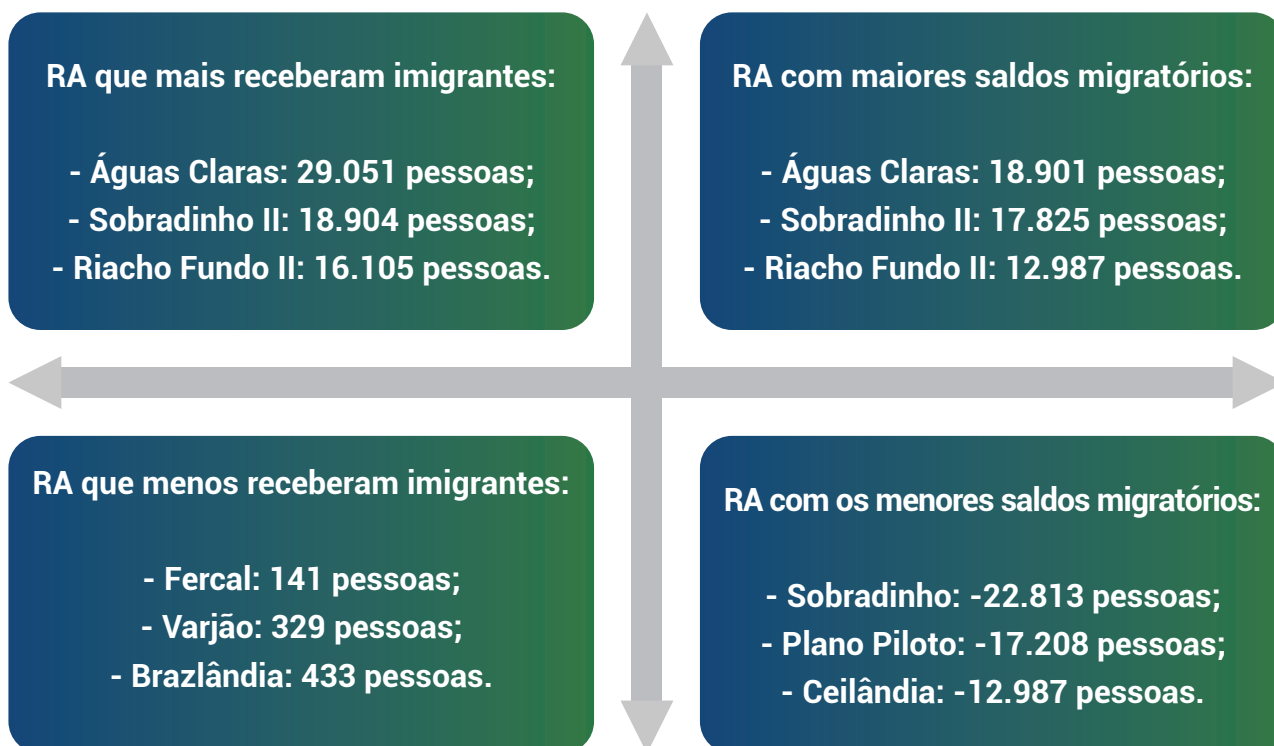 RA que mais receberam imigrantes:
- Águas Claras: 29.051 pessoas;
- Sobradinho II: 18.904 pessoas;
- Riacho Fundo II: 16.105 pessoas.
RA com maiores saldos migratórios:
- Águas Claras: 18.901 pessoas;
- Sobradinho II: 17.825 pessoas;
- Riacho Fundo II: 12.987 pessoas.
RA que menos receberam imigrantes:
- Fercal: 141 pessoas;
- Varjão: 329 pessoas;
- Brazlândia: 433 pessoas.
RA com os menores saldos migratórios:
- Sobradinho: -22.813 pessoas;
- Plano Piloto: -17.208 pessoas;
- Ceilândia: -12.987 pessoas.